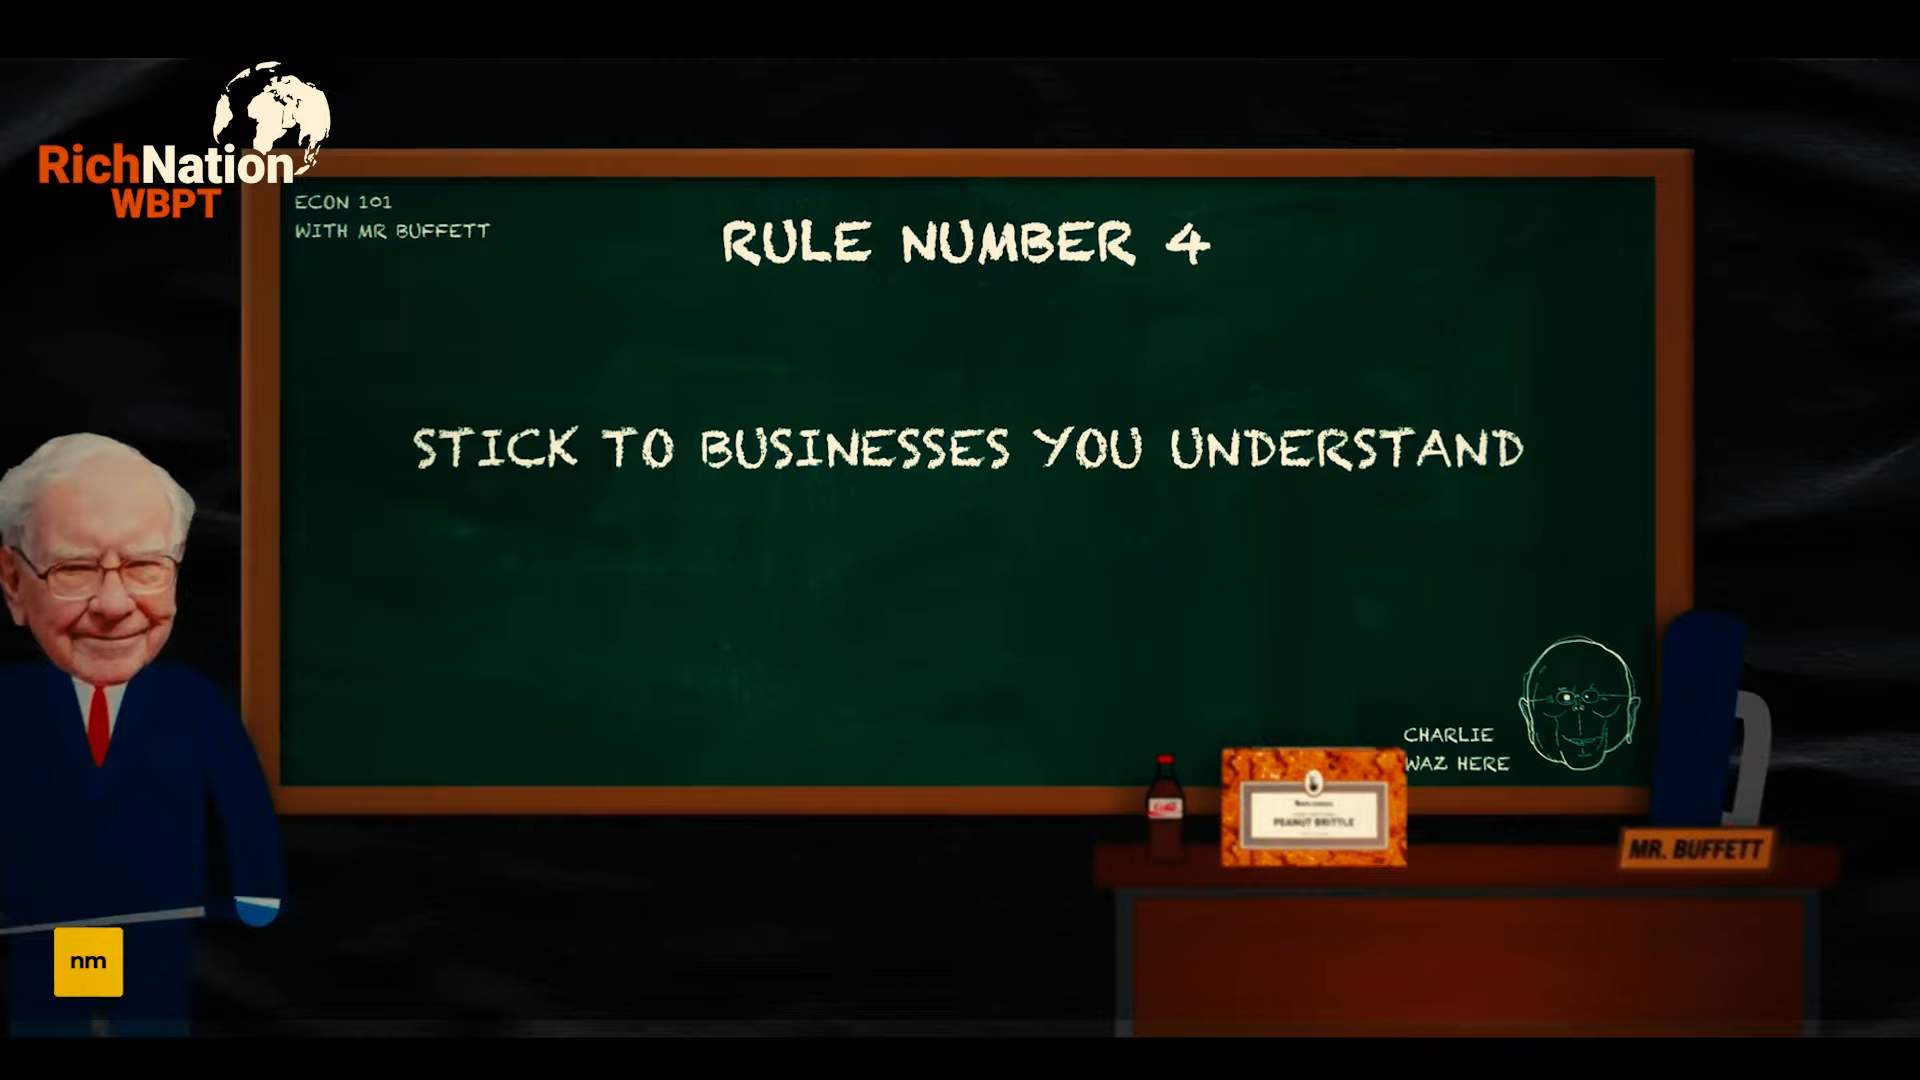 RichNation
WBPT
ECON 101
WITH MR BUFFETT
RULE NUMBER 4
STICK TO BUSINESSES YOU UNDERSTAND
CHARLIE
WAZ HERE
PEANUT BRITTLE
MR. BUFFETT
nm